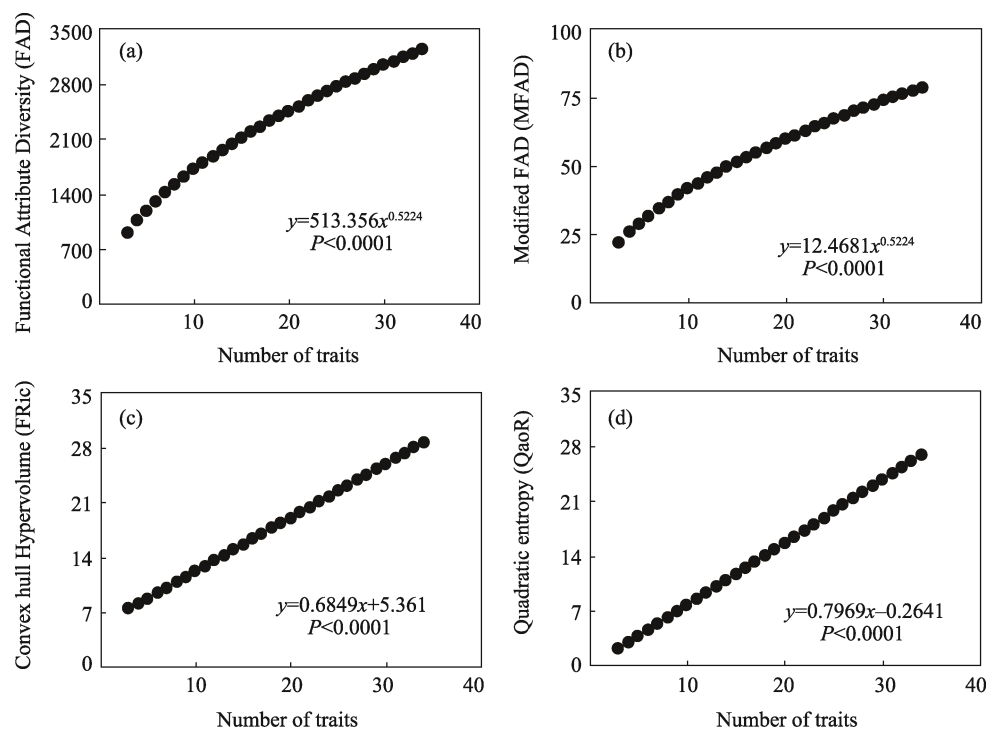 (a)
Functional Attribute Diversity (FAD)
3500
2800
2100
1400
700
0
y=513.356x^0.5224
P<0.0001
10
20
30
40
Number of traits
(b)
Modified FAD (MFAD)
100
75
50
25
0
y=12.4681x^0.5224
P<0.0001
10
20
30
40
Number of traits
(c)
Convex hull Hypervolume (FRic)
35
28
21
14
7
0
y=0.6849x+5.361
P<0.0001
10
20
30
40
Number of traits
(d)
Quadratic entropy (QaoR)
35
28
21
14
7
0
y=0.7969x–0.2641
P<0.0001
10
20
30
40
Number of traits